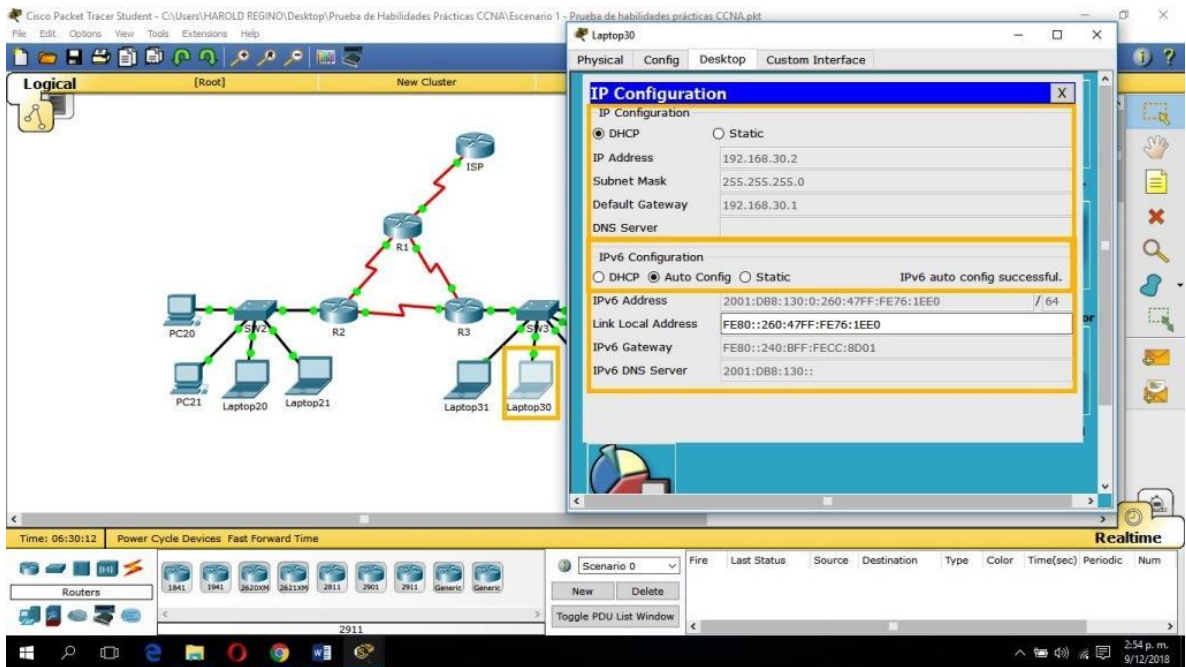 Cisco Packet Tracer Student - C:\Users\HAROLD REGINO\Desktop\Prueba de Habilidades Prácticas CCNA\Escenario 1 - Prueba de habilidades prácticas CCNA.pkt
File Edit Options View Tools Extensions Help
Logical [Root] New Cluster
ISP
R1
PC20 SW2 R2 R3 SW3
PC21 Laptop20 Laptop21 Laptop31 Laptop30
Laptop30
Physical Config Desktop Custom Interface
IP Configuration X
IP Configuration
DHCP Static
IP Address 192.168.30.2
Subnet Mask 255.255.255.0
Default Gateway 192.168.30.1
DNS Server
IPv6 Configuration
DHCP Auto Config Static IPv6 auto config successful.
IPv6 Address 2001:DB8:130:0:260:47FF:FE76:1EE0 / 64
Link Local Address FE80::260:47FF:FE76:1EE0
IPv6 Gateway FE80::240:BFF:FECC:8D01
IPv6 DNS Server 2001:DB8:130::
or
Time: 06:30:12 Power Cycle Devices Fast Forward Time Realtime
Routers
1841 1941 2620XM 2621XM 2811 2901 2911 Generic Generic
2911
Scenario 0
New Delete
Toggle PDU List Window
Fire Last Status Source Destination Type Color Time(sec) Periodic Num
2:54 p. m.
9/12/2018